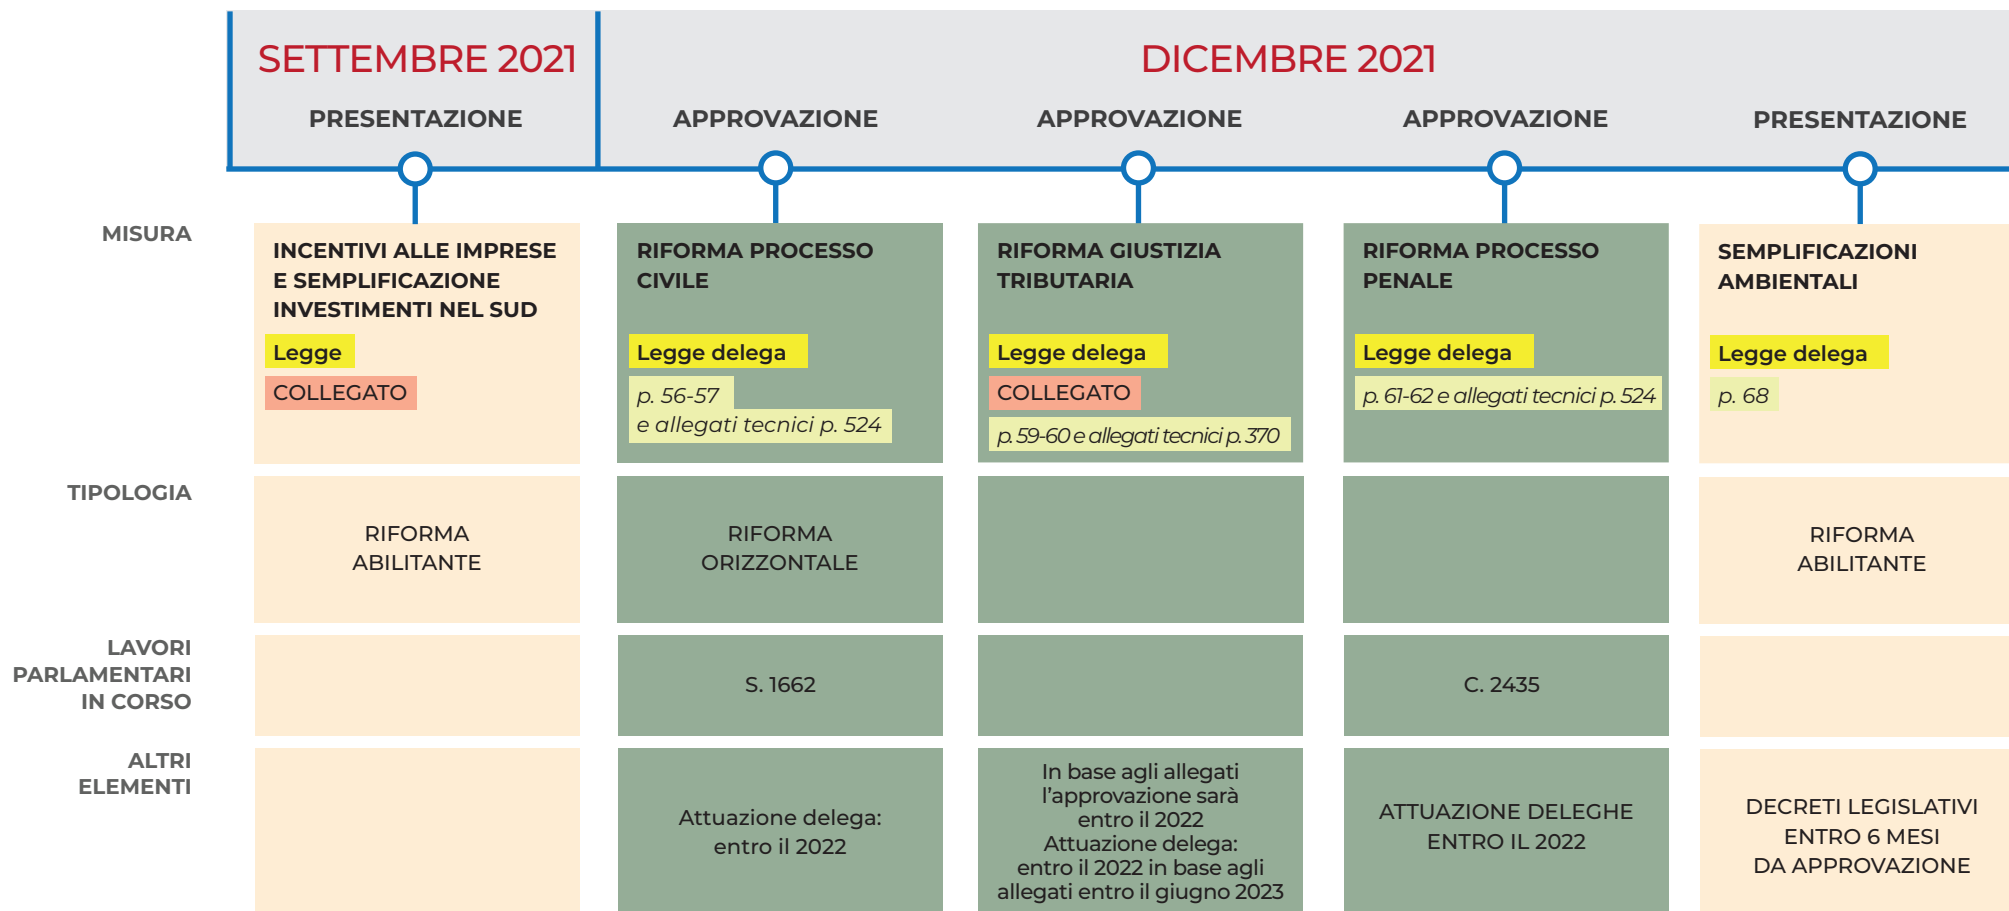 SETTEMBRE 2021
DICEMBRE 2021
PRESENTAZIONE
APPROVAZIONE
APPROVAZIONE
APPROVAZIONE
PRESENTAZIONE
MISURA
INCENTIVI ALLE IMPRESE
E SEMPLIFICAZIONE
INVESTIMENTI NEL SUD
Legge
COLLEGATO
RIFORMA PROCESSO
CIVILE
Legge delega
p. 56-57
e allegati tecnici p. 524
RIFORMA GIUSTIZIA
TRIBUTARIA
Legge delega
COLLEGATO
p. 59-60 e allegati tecnici p. 370
RIFORMA PROCESSO
PENALE
Legge delega
p. 61-62 e allegati tecnici p. 524
SEMPLIFICAZIONI
AMBIENTALI
Legge delega
p. 68
TIPOLOGIA
RIFORMA
ABILITANTE
RIFORMA
ORIZZONTALE
RIFORMA
ABILITANTE
LAVORI
PARLAMENTARI
IN CORSO
S. 1662
C. 2435
ALTRI
ELEMENTI
Attuazione delega:
entro il 2022
In base agli allegati
l'approvazione sarà
entro il 2022
Attuazione delega:
entro il 2022 in base agli
allegati entro il giugno 2023
ATTUAZIONE DELEGHE
ENTRO IL 2022
DECRETI LEGISLATIVI
ENTRO 6 MESI
DA APPROVAZIONE